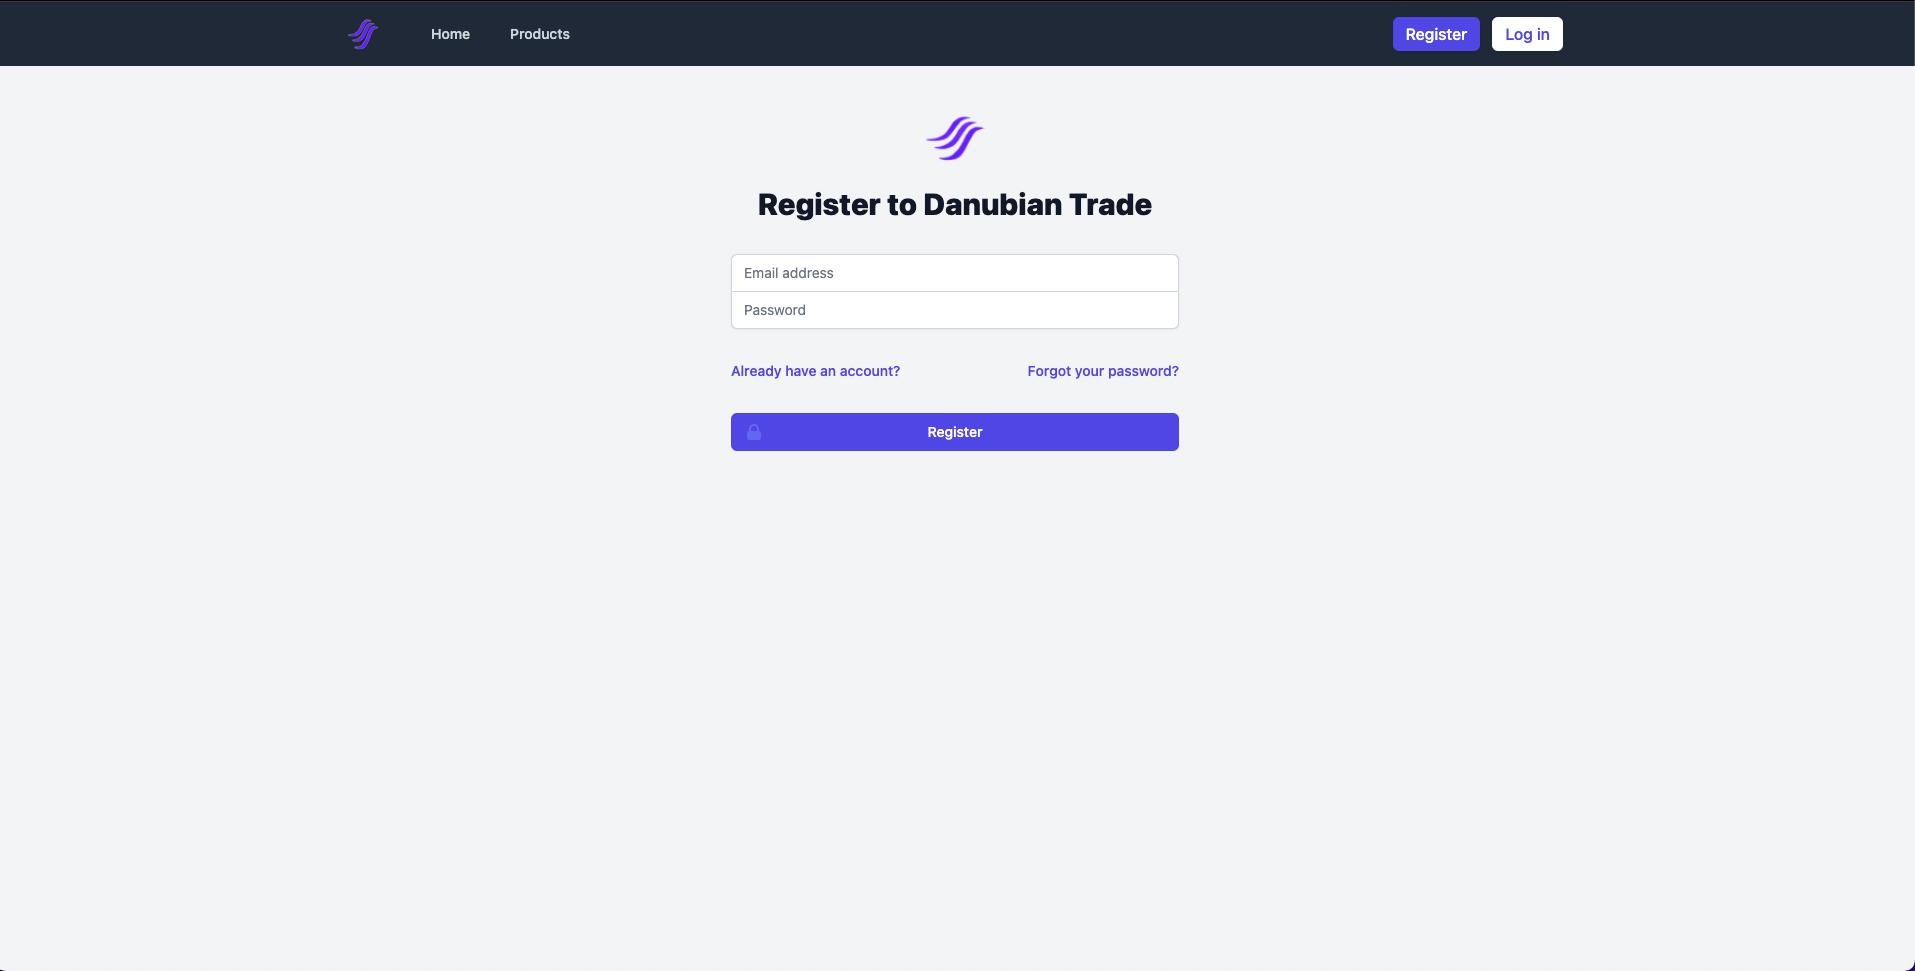 Home Products Register Log in
Register to Danubian Trade
Email address
Password
Already have an account? Forgot your password?
Register